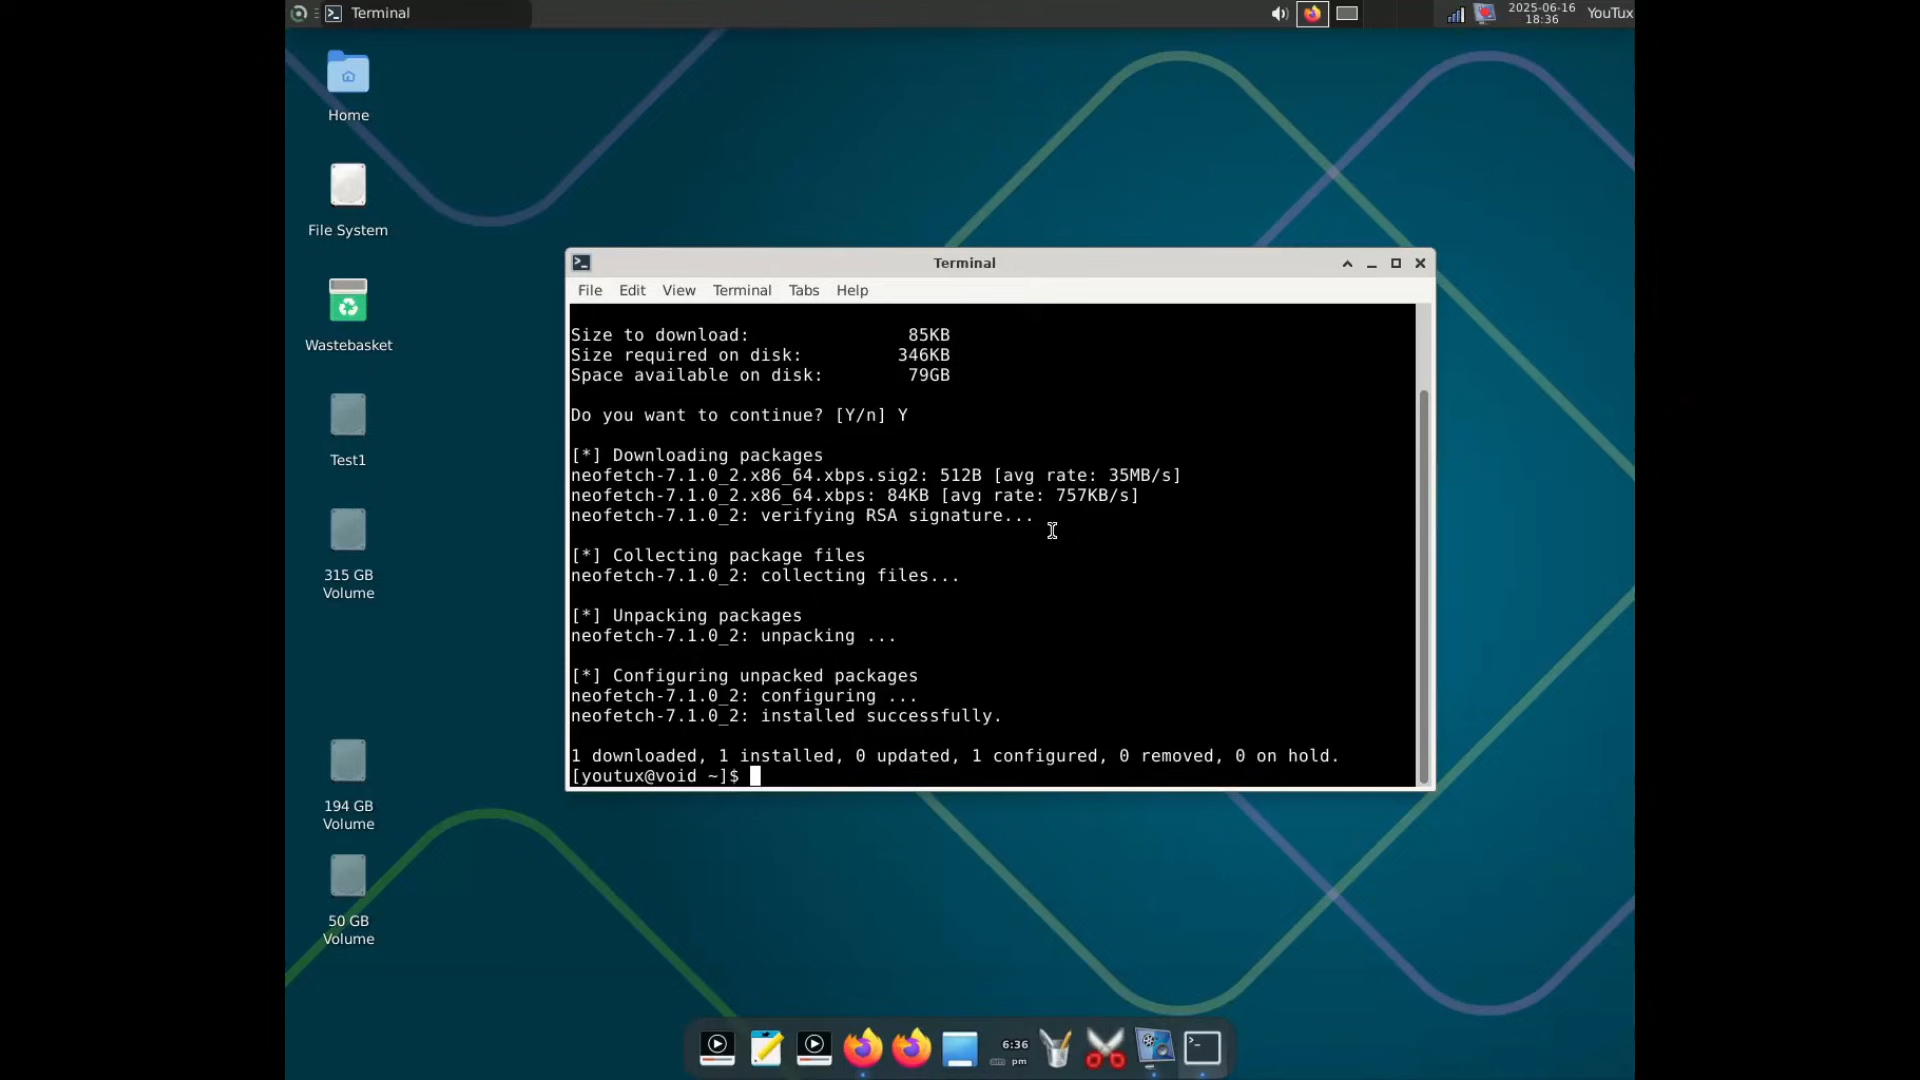 Terminal
2025-06-16
18:36
YouTux
Home
File System
Wastebasket
Test1
315 GB
Volume
194 GB
Volume
50 GB
Volume
Terminal
File Edit View Terminal Tabs Help
Size to download: 85KB
Size required on disk: 346KB
Space available on disk: 79GB
Do you want to continue? [Y/n] Y
[*] Downloading packages
neofetch-7.1.0_2.x86_64.xbps.sig2: 512B [avg rate: 35MB/s]
neofetch-7.1.0_2.x86_64.xbps: 84KB [avg rate: 757KB/s]
neofetch-7.1.0_2: verifying RSA signature...
[*] Collecting package files
neofetch-7.1.0_2: collecting files...
[*] Unpacking packages
neofetch-7.1.0_2: unpacking ...
[*] Configuring unpacked packages
neofetch-7.1.0_2: configuring ...
neofetch-7.1.0_2: installed successfully.
1 downloaded, 1 installed, 0 updated, 1 configured, 0 removed, 0 on hold.
[youtux@void ~]$
6:36
pm